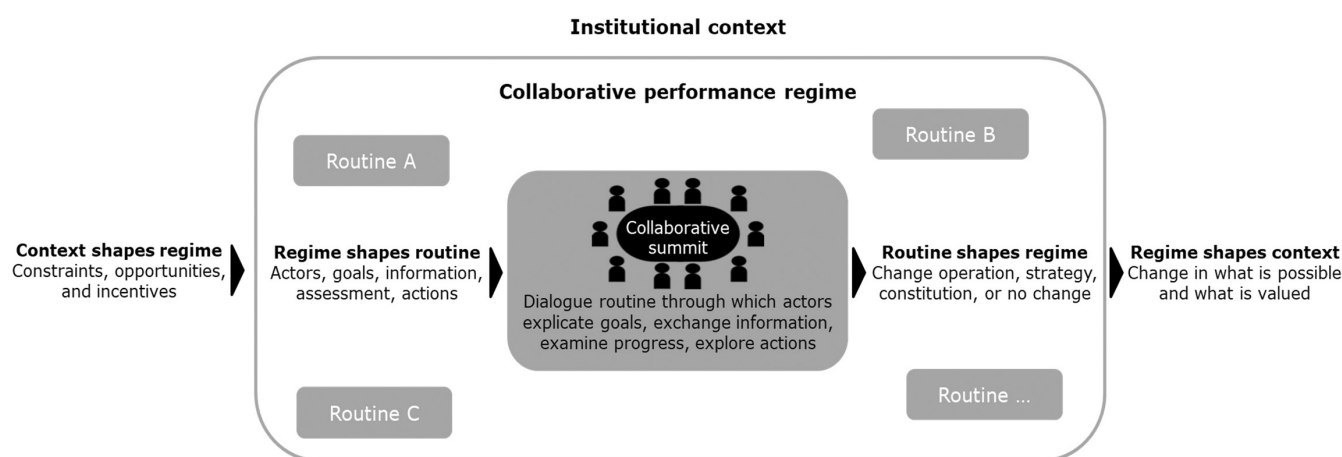 Institutional context
Collaborative performance regime
Routine A
Routine B
Collaborative
summit
Context shapes regime
Constraints, opportunities,
and incentives
Regime shapes routine
Actors, goals, information,
assessment, actions
Dialogue routine through which actors
explicate goals, exchange information,
examine progress, explore actions
Routine shapes regime
Change operation, strategy,
constitution, or no change
Regime shapes context
Change in what is possible
and what is valued
Routine C
Routine ...